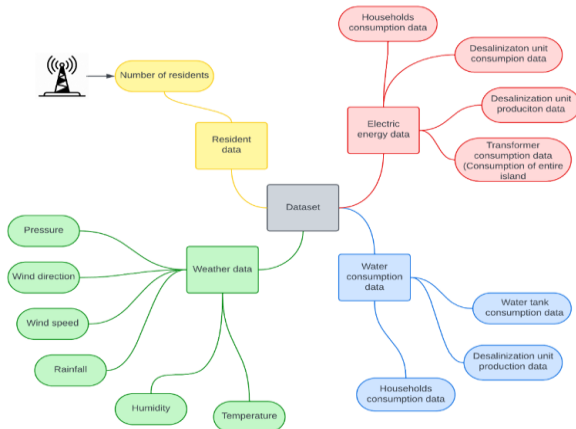 Households
consumption data
Desalinizaton unit
consumpion data
Number of residents
Desalinization unit
produciton data
Electric
energy data
Resident
data
Transformer
consumption data
(Consumption of entire
island
Dataset
Pressure
Weather data
Water
consumption
data
Wind direction
Water tank
consumption data
Wind speed
Desalinization unit
production data
Rainfall
Households
consumption data
Humidity
Temperature